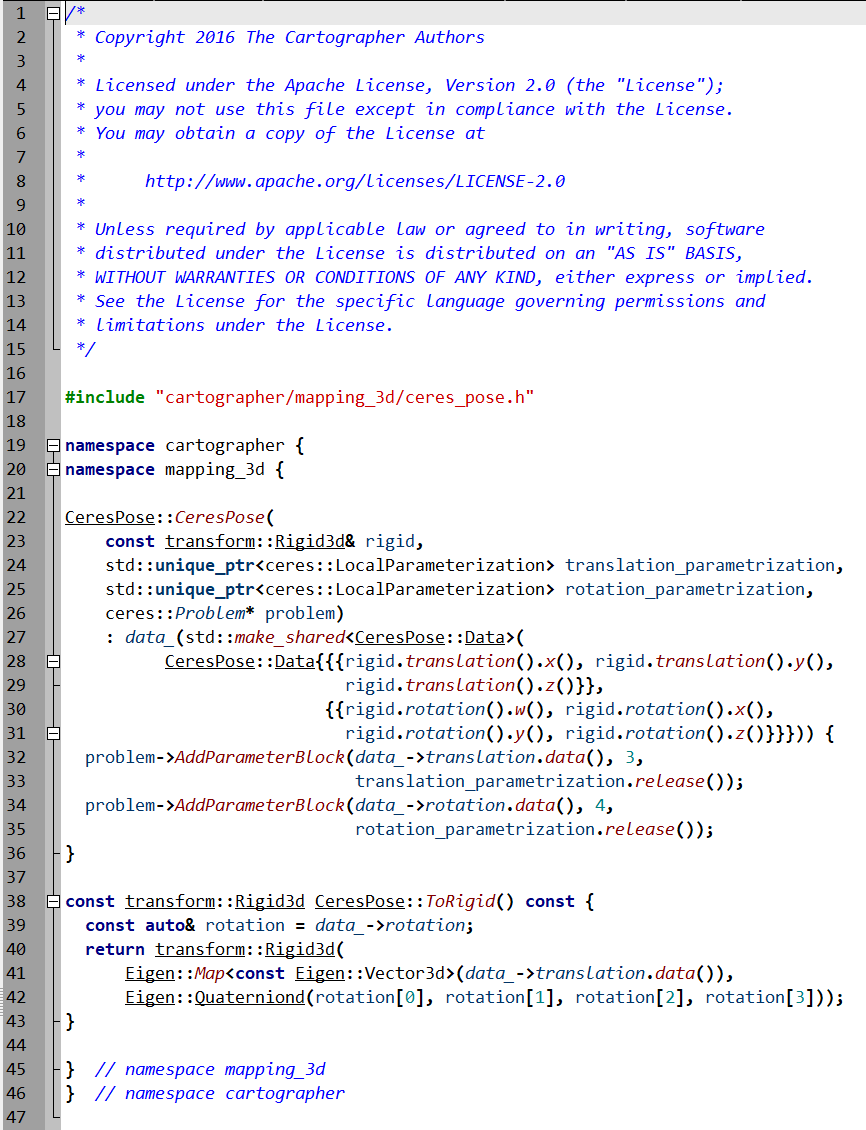 1 /*
2  * Copyright 2016 The Cartographer Authors
3  *
4  * Licensed under the Apache License, Version 2.0 (the "License");
5  * you may not use this file except in compliance with the License.
6  * You may obtain a copy of the License at
7  *
8  *      http://www.apache.org/licenses/LICENSE-2.0
9  *
10  * Unless required by applicable law or agreed to in writing, software
11  * distributed under the License is distributed on an "AS IS" BASIS,
12  * WITHOUT WARRANTIES OR CONDITIONS OF ANY KIND, either express or implied.
13  * See the License for the specific language governing permissions and
14  * limitations under the License.
15  */
16
17 #include "cartographer/mapping_3d/ceres_pose.h"
18
19 namespace cartographer {
20 namespace mapping_3d {
21
22 CeresPose::CeresPose(
23     const transform::Rigid3d& rigid,
24     std::unique_ptr<ceres::LocalParameterization> translation_parametrization,
25     std::unique_ptr<ceres::LocalParameterization> rotation_parametrization,
26     ceres::Problem* problem)
27     : data_(std::make_shared<CeresPose::Data>(
28           CeresPose::Data{{{rigid.translation().x(), rigid.translation().y(),
29                             rigid.translation().z()}},
30                           {{rigid.rotation().w(), rigid.rotation().x(),
31                             rigid.rotation().y(), rigid.rotation().z()}}})) {
32   problem->AddParameterBlock(data_->translation.data(), 3,
33                              translation_parametrization.release());
34   problem->AddParameterBlock(data_->rotation.data(), 4,
35                              rotation_parametrization.release());
36 }
37
38 const transform::Rigid3d CeresPose::ToRigid() const {
39   const auto& rotation = data_->rotation;
40   return transform::Rigid3d(
41       Eigen::Map<const Eigen::Vector3d>(data_->translation.data()),
42       Eigen::Quaterniond(rotation[0], rotation[1], rotation[2], rotation[3]));
43 }
44
45 }  // namespace mapping_3d
46 }  // namespace cartographer
47